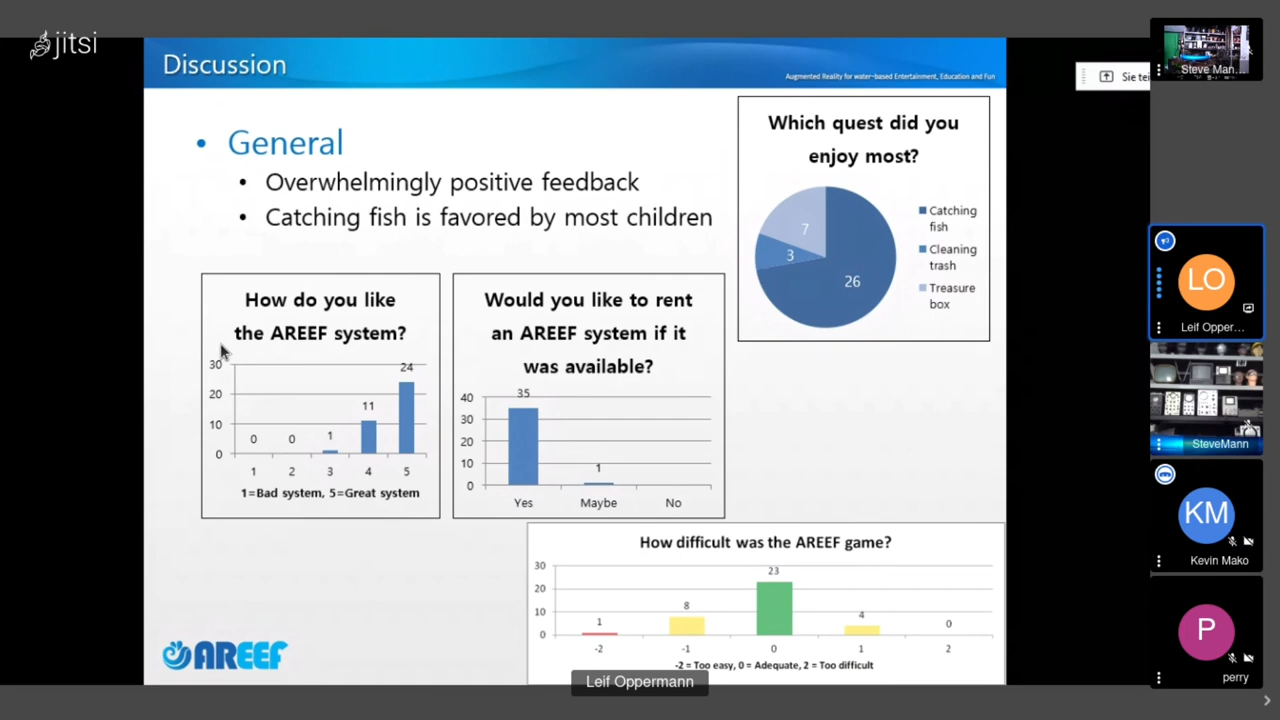 jitsi
Discussion
Augmented Reality for water-based Entertainment, Education and Fun
• General
• Overwhelmingly positive feedback
• Catching fish is favored by most children
Which quest did you
enjoy most?
7
3
26
Catching
fish
Cleaning
trash
Treasure
box
How do you like
the AREEF system?
30
20
10
0
0
0
1
11
24
1
2
3
4
5
1=Bad system, 5=Great system
Would you like to rent
an AREEF system if it
was available?
40
30
20
10
0
35
1
Yes
Maybe
No
How difficult was the AREEF game?
30
20
10
0
1
8
23
4
0
-2
-1
0
1
2
-2 = Too easy, 0 = Adequate, 2 = Too difficult
AREEF
Leif Oppermann
Sie tei
Steve Man...
LO
Leif Opper...
SteveMann
KM
Kevin Mako
P
perry